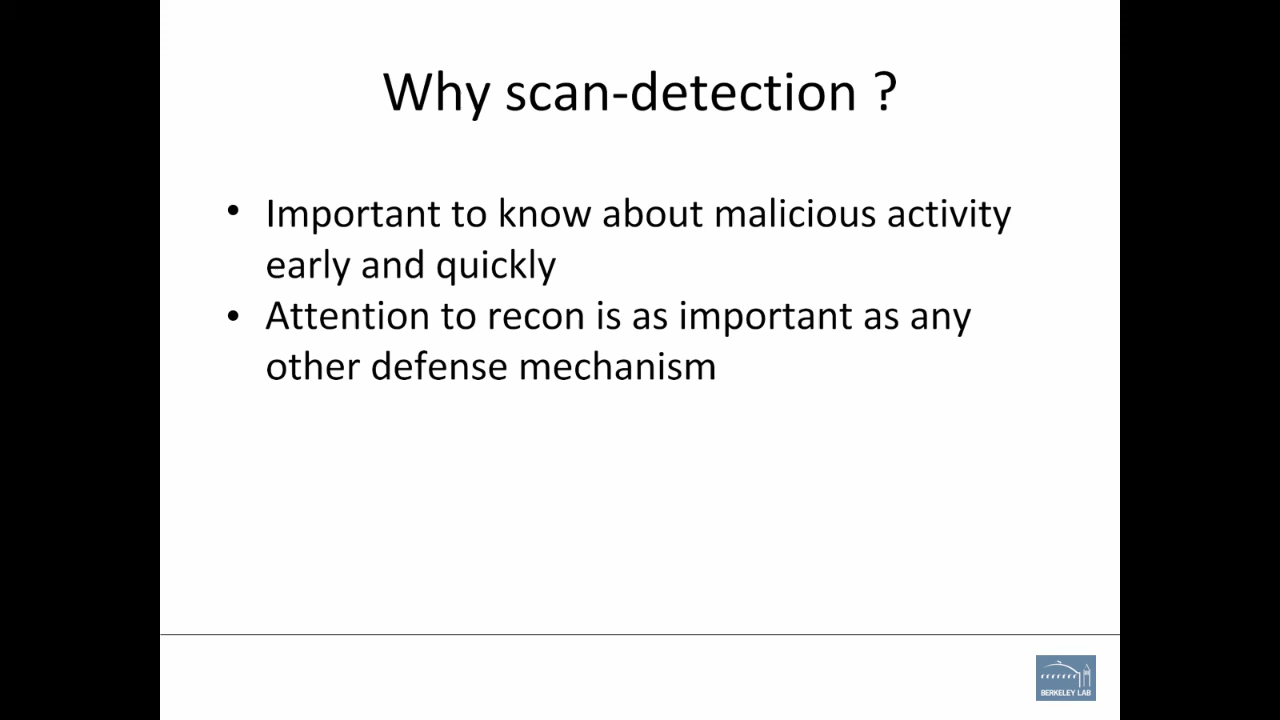 Why scan-detection ?
• Important to know about malicious activity
early and quickly
• Attention to recon is as important as any
other defense mechanism
BERKELEY LAB